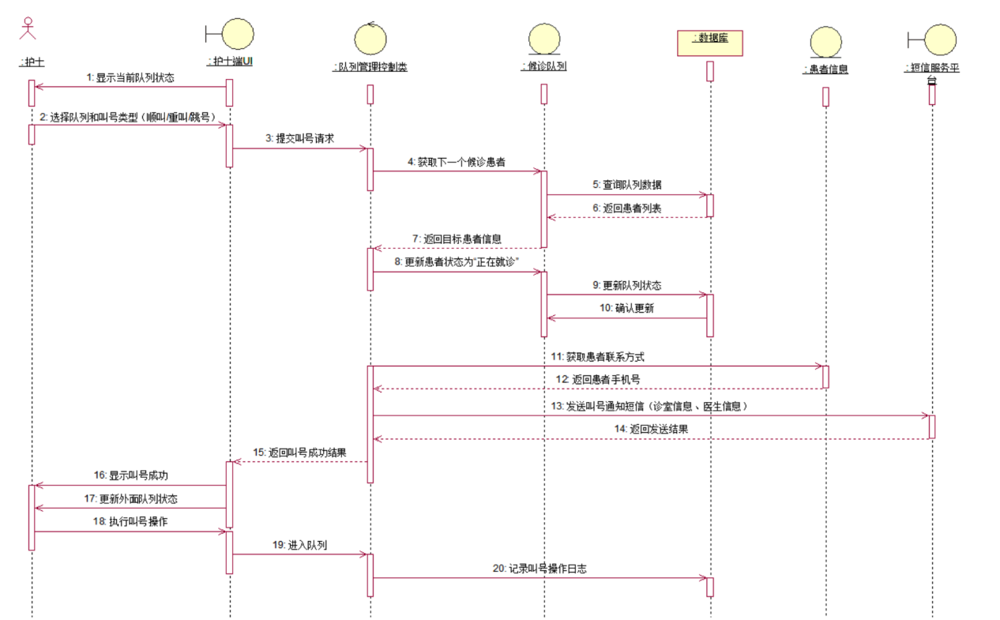 : 护士
: 护士端UI
: 队列管理控制类
: 候诊队列
: 数据库
: 患者信息
: 短信服务平
台
1: 显示当前队列状态
2: 选择队列和叫号类型（顺叫/重叫/跳号）
3: 提交叫号请求
4: 获取下一个候诊患者
5: 查询队列数据
6: 返回患者列表
7: 返回目标患者信息
8: 更新患者状态为“正在就诊”
9: 更新队列状态
10: 确认更新
11: 获取患者联系方式
12: 返回患者手机号
13: 发送叫号通知短信（诊室信息、医生信息）
14: 返回发送结果
15: 返回叫号成功结果
16: 显示叫号成功
17: 更新外面队列状态
18: 执行叫号操作
19: 进入队列
20: 记录叫号操作日志